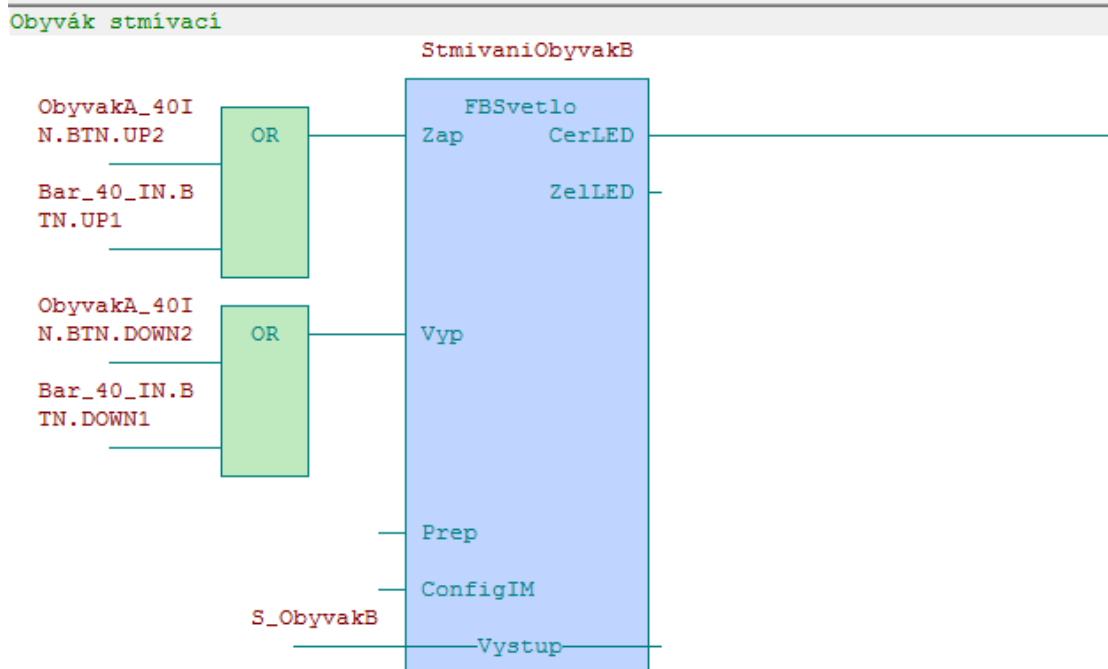 Obyvák stmívací
StmivaniObyvakB
FBSvetlo
ObyvakA_40I
N.BTN.UP2
OR
Zap
CerLED
Bar_40_IN.B
TN.UP1
ZelLED
ObyvakA_40I
N.BTN.DOWN2
OR
Vyp
Bar_40_IN.B
TN.DOWN1
Prep
ConfigIM
S_ObyvakB
Vystup